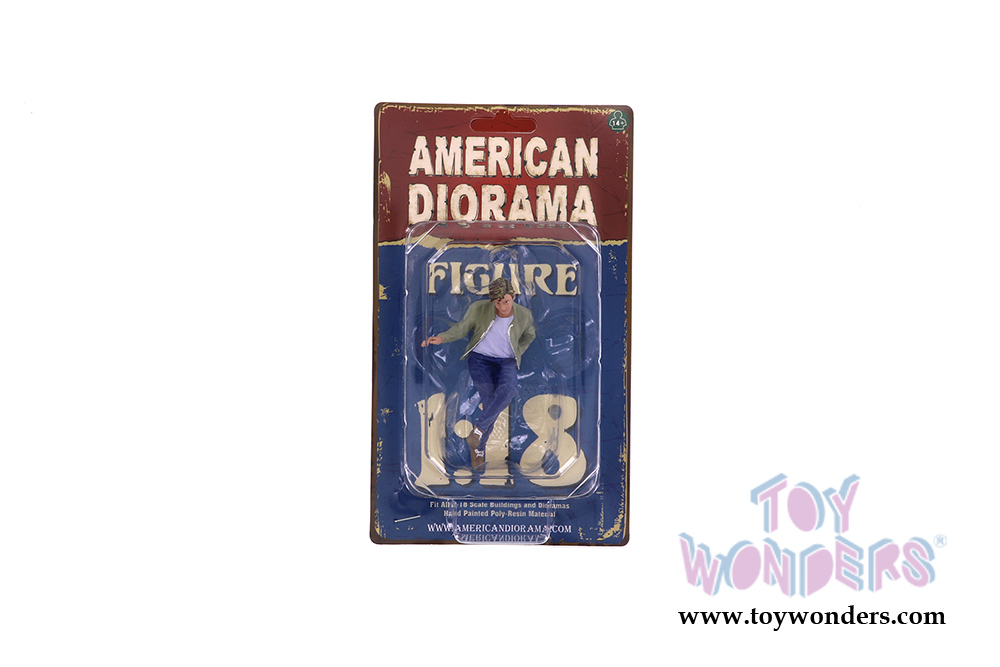 14+
AMERICAN
DIORAMA
FIGURE
1:18
Fit All 1:18 Scale Buildings and Dioramas
Hand Painted Poly-Resin Material
WWW.AMERICANDIORAMA.COM
TOY
WONDERS®
www.toywonders.com